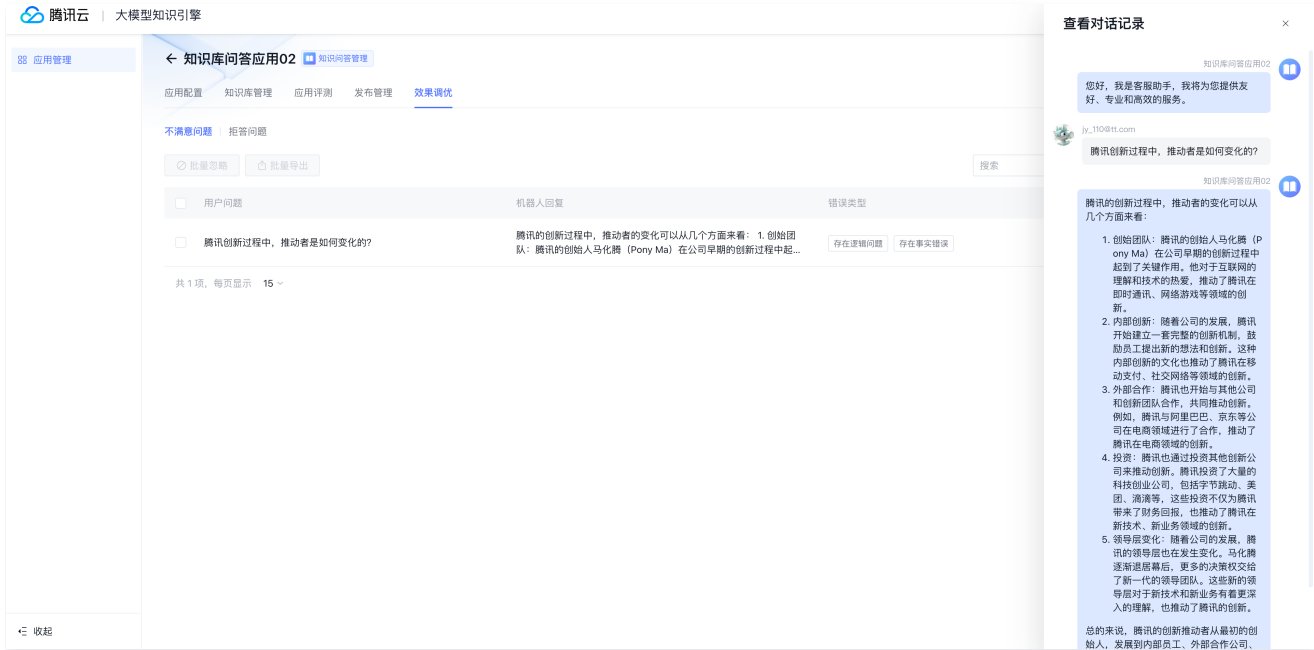 腾讯云 | 大模型知识引擎
应用管理
收起
知识库问答应用02 知识问答管理
应用配置 知识库管理 应用评测 发布管理 效果调优
不满意问题 拒答问题
批量忽略 批量导出 搜索
用户问题 机器人回复 错误类型
腾讯创新过程中，推动者是如何变化的?
腾讯的创新过程中，推动者的变化可以从几个方面来看： 1. 创始团
队：腾讯的创始人马化腾（Pony Ma）在公司早期的创新过程中起...
存在逻辑问题 存在事实错误
共 1 项，每页显示 15
查看对话记录
知识库问答应用02
您好，我是客服助手，我将为您提供友
好、专业和高效的服务。
jy_110@tt.com
腾讯创新过程中，推动者是如何变化的?
知识库问答应用02
腾讯的创新过程中，推动者的变化可以从
几个方面来看：
1. 创始团队：腾讯的创始人马化腾（P
ony Ma）在公司早期的创新过程中
起到了关键作用。他对于互联网的
理解和技术的热爱，推动了腾讯在
即时通讯、网络游戏等领域的创
新。
2. 内部创新：随着公司的发展，腾讯
开始建立一套完整的创新机制，鼓
励员工提出新的想法和创新。这种
内部创新的文化也推动了腾讯在移
动支付、社交网络等领域的创新。
3. 外部合作：腾讯也开始与其他公司
和创新团队合作，共同推动创新。
例如，腾讯与阿里巴巴、京东等公
司在电商领域进行了合作，推动了
腾讯在电商领域的创新。
4. 投资：腾讯也通过投资其他创新公
司来推动创新。腾讯投资了大量的
科技创业公司，包括字节跳动、美
团、滴滴等，这些投资不仅为腾讯
带来了财务回报，也推动了腾讯在
新技术、新业务领域的创新。
5. 领导层变化：随着公司的发展，腾
讯的领导层也在发生变化。马化腾
逐渐退居幕后，更多的决策权交给
了新一代的领导团队。这些新的领
导层对于新技术和新业务有着更深
入的理解，也推动了腾讯的创新。
总的来说，腾讯的创新推动者从最初的创
始人，发展到内部员工、外部合作公司、